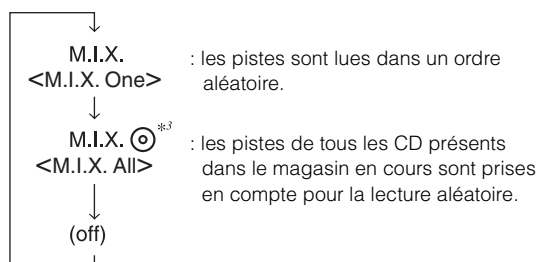 M.I.X.
<M.I.X. One>
: les pistes sont lues dans un ordre
aléatoire.
M.I.X. *3
<M.I.X. All>
: les pistes de tous les CD présents
dans le magasin en cours sont prises
en compte pour la lecture aléatoire.
(off)